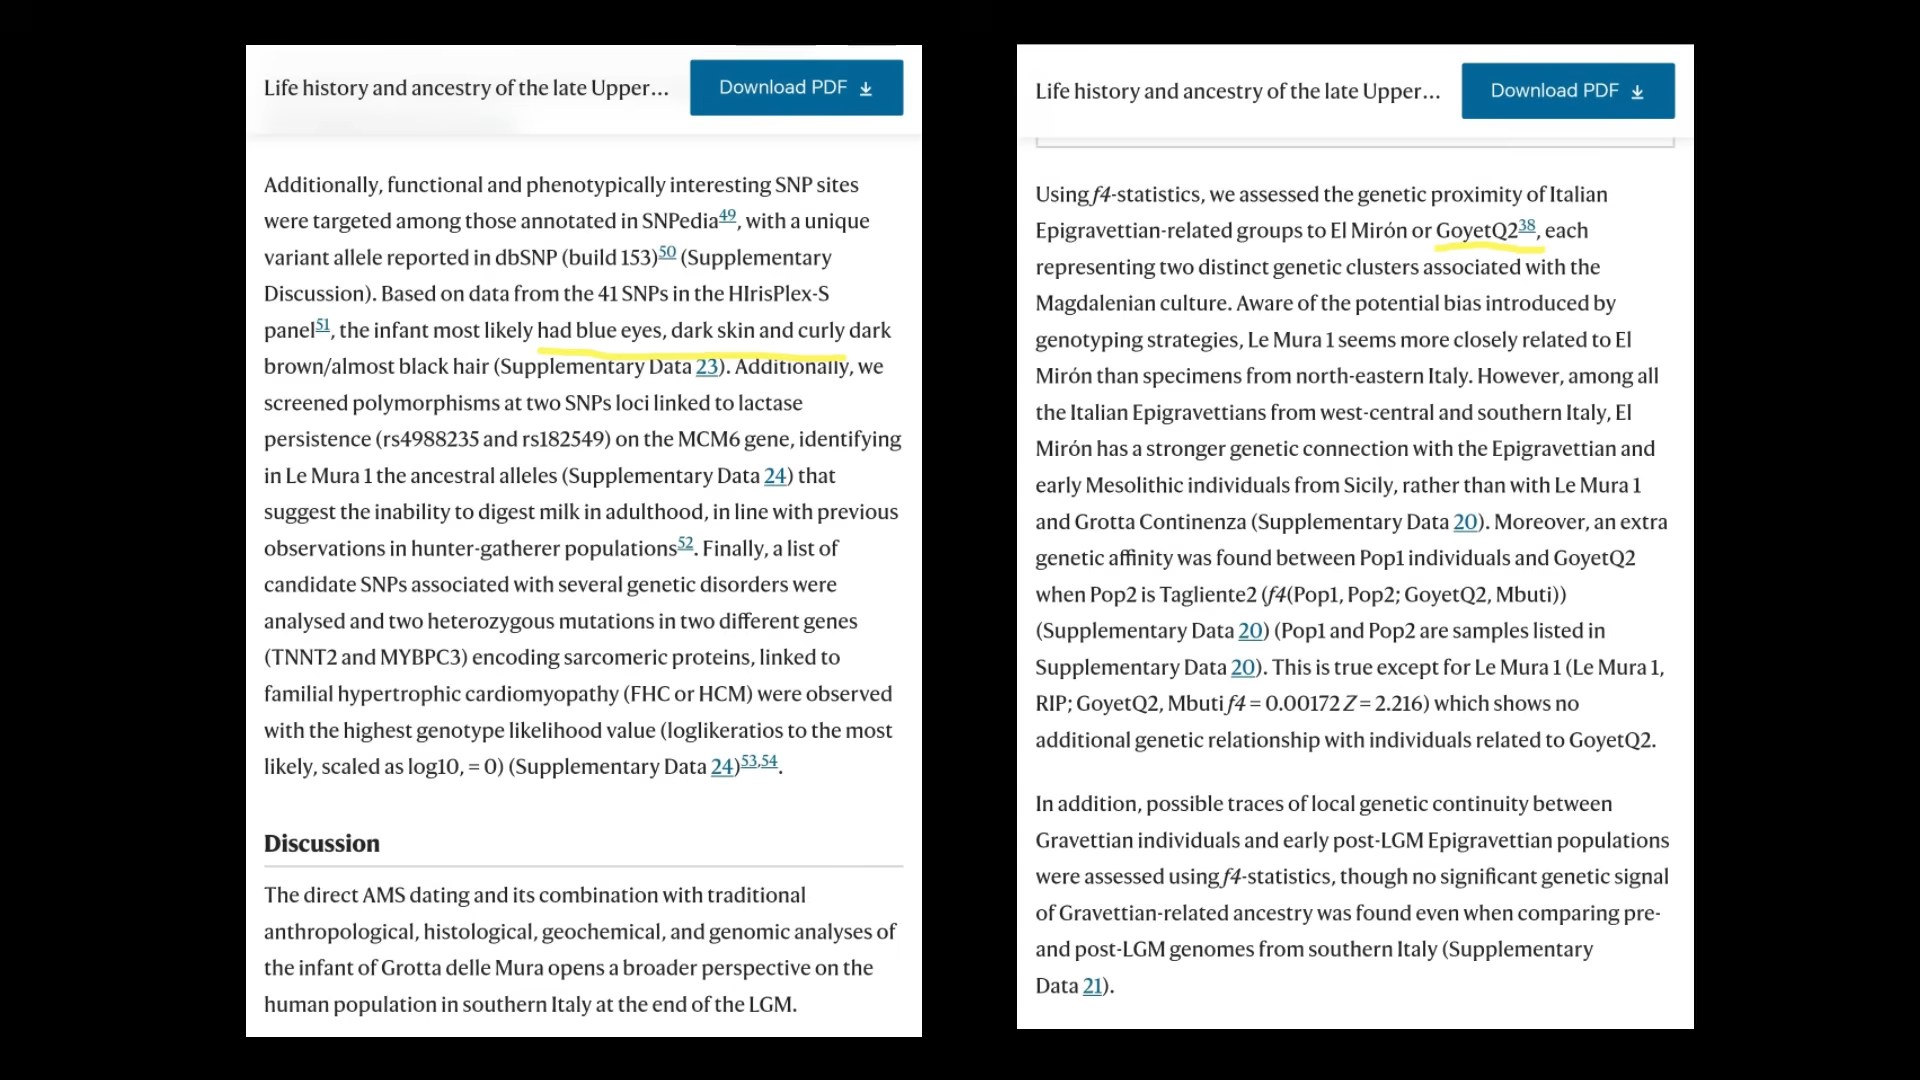 Life history and ancestry of the late Upper...
Download PDF
Additionally, functional and phenotypically interesting SNP sites
were targeted among those annotated in SNPedia49, with a unique
variant allele reported in dbSNP (build 153)50 (Supplementary
Discussion). Based on data from the 41 SNPs in the HIrisPlex-S
panel51, the infant most likely had blue eyes, dark skin and curly dark
brown/almost black hair (Supplementary Data 23). Additionally, we
screened polymorphisms at two SNPs loci linked to lactase
persistence (rs4988235 and rs182549) on the MCM6 gene, identifying
in Le Mura 1 the ancestral alleles (Supplementary Data 24) that
suggest the inability to digest milk in adulthood, in line with previous
observations in hunter-gatherer populations52. Finally, a list of
candidate SNPs associated with several genetic disorders were
analysed and two heterozygous mutations in two different genes
(TNNT2 and MYBPC3) encoding sarcomeric proteins, linked to
familial hypertrophic cardiomyopathy (FHC or HCM) were observed
with the highest genotype likelihood value (loglikeratios to the most
likely, scaled as log10, = 0) (Supplementary Data 24)53,54.
Discussion
The direct AMS dating and its combination with traditional
anthropological, histological, geochemical, and genomic analyses of
the infant of Grotta delle Mura opens a broader perspective on the
human population in southern Italy at the end of the LGM.
Life history and ancestry of the late Upper...
Download PDF
Using f4-statistics, we assessed the genetic proximity of Italian
Epigravettian-related groups to El Mirón or GoyetQ238, each
representing two distinct genetic clusters associated with the
Magdalenian culture. Aware of the potential bias introduced by
genotyping strategies, Le Mura 1 seems more closely related to El
Mirón than specimens from north-eastern Italy. However, among all
the Italian Epigravettians from west-central and southern Italy, El
Mirón has a stronger genetic connection with the Epigravettian and
early Mesolithic individuals from Sicily, rather than with Le Mura 1
and Grotta Continenza (Supplementary Data 20). Moreover, an extra
genetic affinity was found between Pop1 individuals and GoyetQ2
when Pop2 is Tagliente2 (f4(Pop1, Pop2; GoyetQ2, Mbuti))
(Supplementary Data 20) (Pop1 and Pop2 are samples listed in
Supplementary Data 20). This is true except for Le Mura 1 (Le Mura 1,
RIP; GoyetQ2, Mbuti f4 = 0.00172 Z = 2.216) which shows no
additional genetic relationship with individuals related to GoyetQ2.
In addition, possible traces of local genetic continuity between
Gravettian individuals and early post-LGM Epigravettian populations
were assessed using f4-statistics, though no significant genetic signal
of Gravettian-related ancestry was found even when comparing pre-
and post-LGM genomes from southern Italy (Supplementary
Data 21).